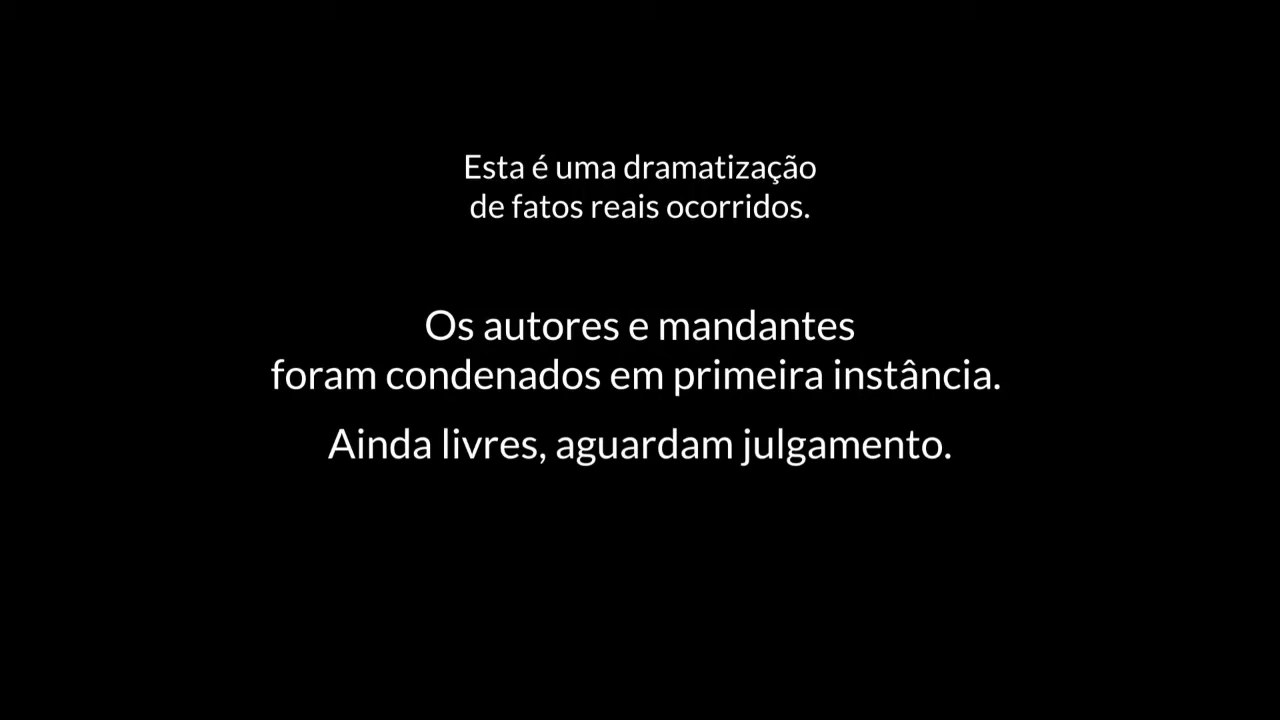 Esta é uma dramatização
de fatos reais ocorridos.
Os autores e mandantes
foram condenados em primeira instância.
Ainda livres, aguardam julgamento.